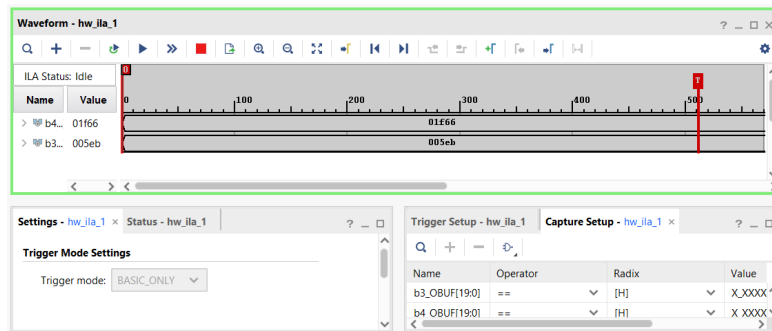 Waveform - hw_ila_1
ILA Status: Idle
0
Name Value
0 100 200 300 400 500
T
b4... 01f66 01f66
b3... 005eb 005eb
Settings - hw_ila_1 Status - hw_ila_1
Trigger Mode Settings
Trigger mode: BASIC_ONLY
Trigger Setup - hw_ila_1 Capture Setup - hw_ila_1
Name Operator Radix Value
b3_OBUF[19:0] == [H] X_XXXX
b4_OBUF[19:0] == [H] X_XXXX